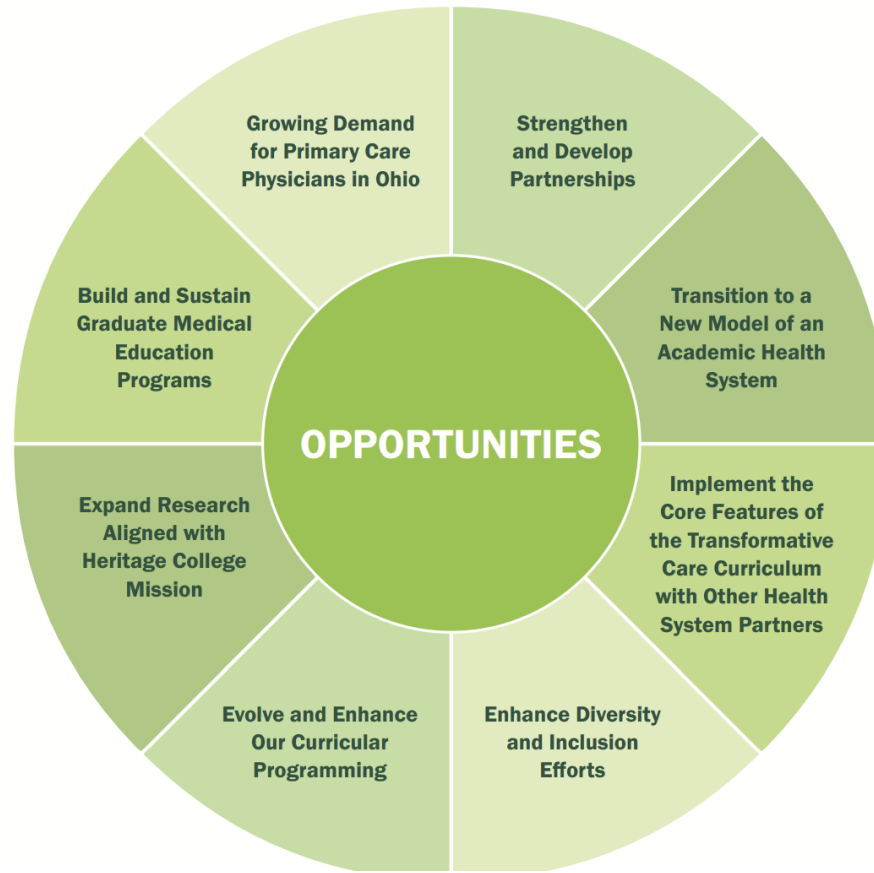 Growing Demand
for Primary Care
Physicians in Ohio
Strengthen
and Develop
Partnerships
Build and Sustain
Graduate Medical
Education
Programs
Transition to a
New Model of an
Academic Health
System
OPPORTUNITIES
Expand Research
Aligned with
Heritage College
Mission
Implement the
Core Features of
the Transformative
Care Curriculum
with Other Health
System Partners
Evolve and Enhance
Our Curricular
Programming
Enhance Diversity
and Inclusion
Efforts